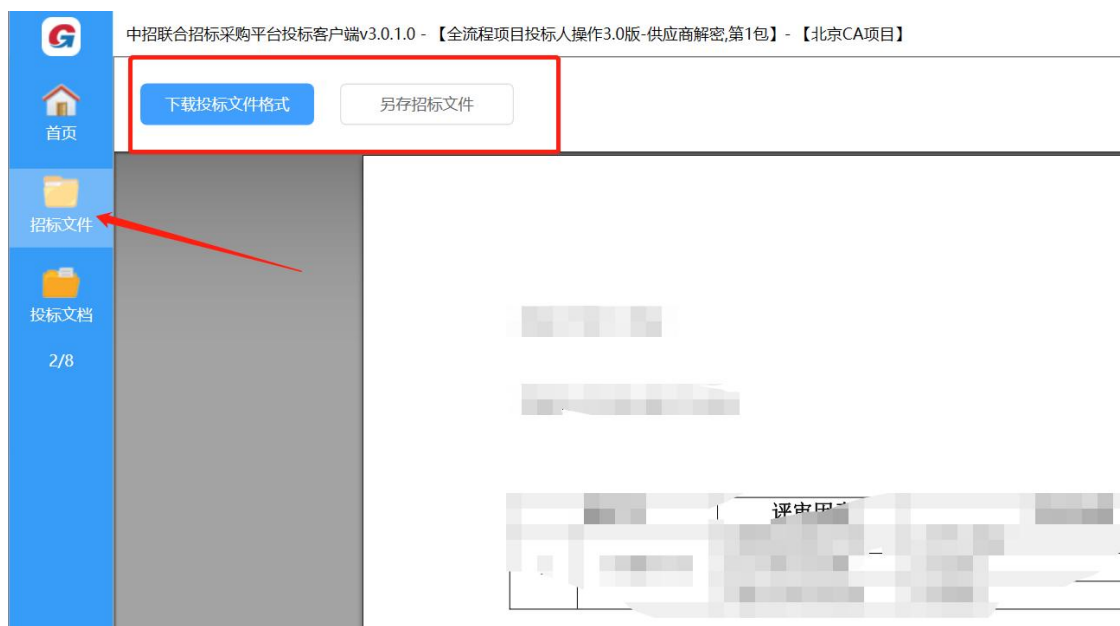 中招联合招标采购平台投标客户端v3.0.1.0 - 【全流程项目投标人操作3.0版-供应商解密,第1包】 - 【北京CA项目】
下载投标文件格式
另存招标文件
首页
招标文件
投标文档
2/8
评审